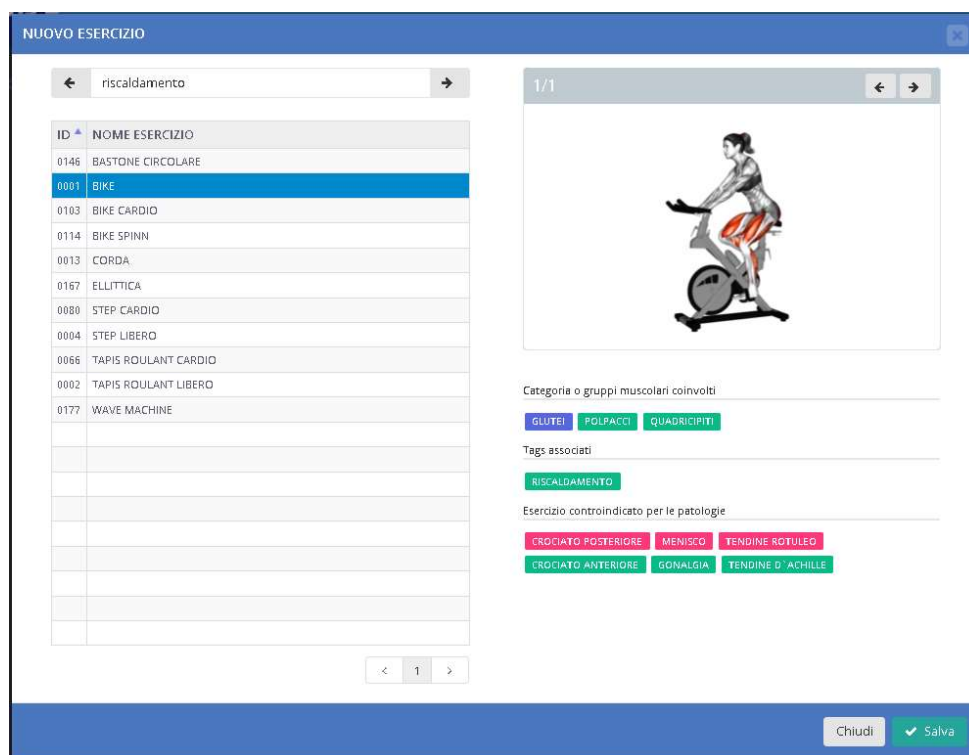 NUOVO ESERCIZIO
riscaldamento
ID NOME ESERCIZIO
0146 BASTONE CIRCOLARE
0001 BIKE
0103 BIKE CARDIO
0114 BIKE SPINN
0013 CORDA
0167 ELLITTICA
0080 STEP CARDIO
0004 STEP LIBERO
0066 TAPIS ROULANT CARDIO
0002 TAPIS ROULANT LIBERO
0177 WAVE MACHINE
< 1 >
1/1
Categoria o gruppi muscolari coinvolti
GLUTEI POLPACCI QUADRICIPITI
Tags associati
RISCALDAMENTO
Esercizio controindicato per le patologie
CROCIATO POSTERIORE MENISCO TENDINE ROTULEO
CROCIATO ANTERIORE GONALGIA TENDINE D`ACHILLE
Chiudi Salva